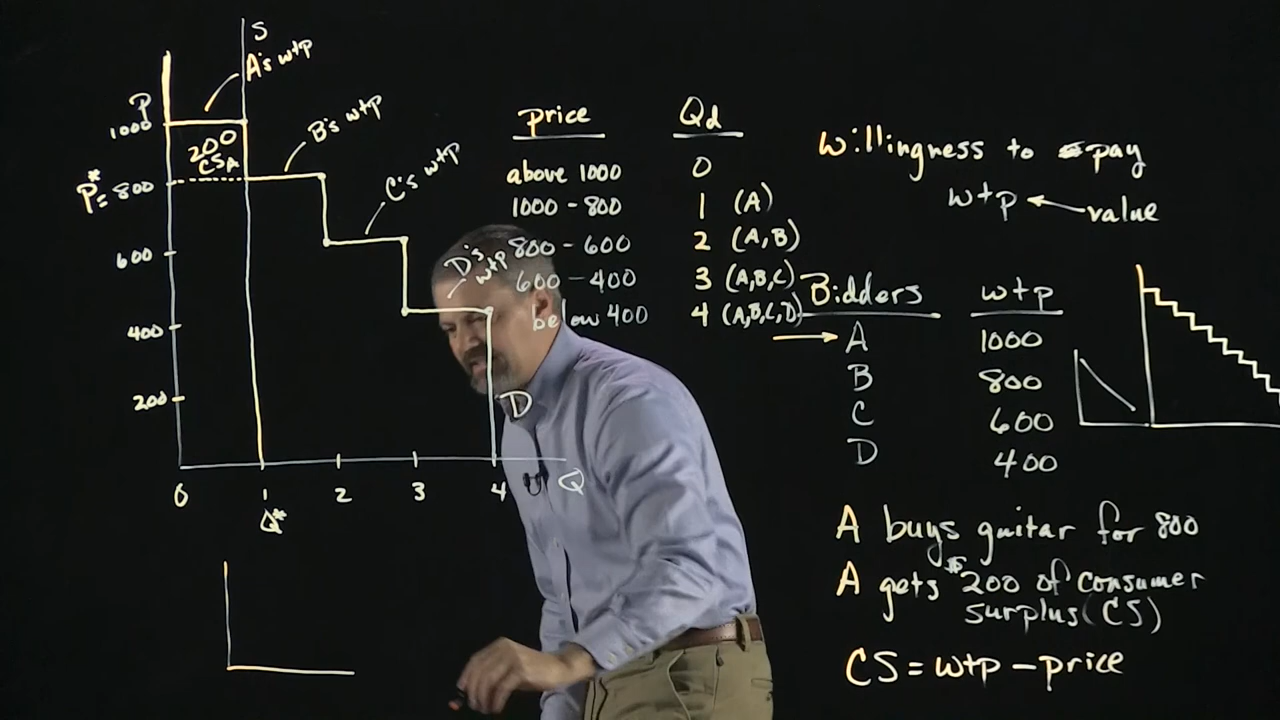 S
A's wtp
P
1000
200
CSA
B's wtp
P* = 800
C's wtp
600
D's
wtp
400
200
D
0 1 2 3 4 Q
Q*
price Qd
above 1000 0
1000 - 800 1 (A)
800 - 600 2 (A,B)
600 - 400 3 (A,B,C)
below 400 4 (A,B,C,D)
Willingness to pay
wtp ← value
Bidders wtp
→ A 1000
B 800
C 600
D 400
A buys guitar for 800
A gets $200 of consumer
surplus (CS)
CS = wtp - price